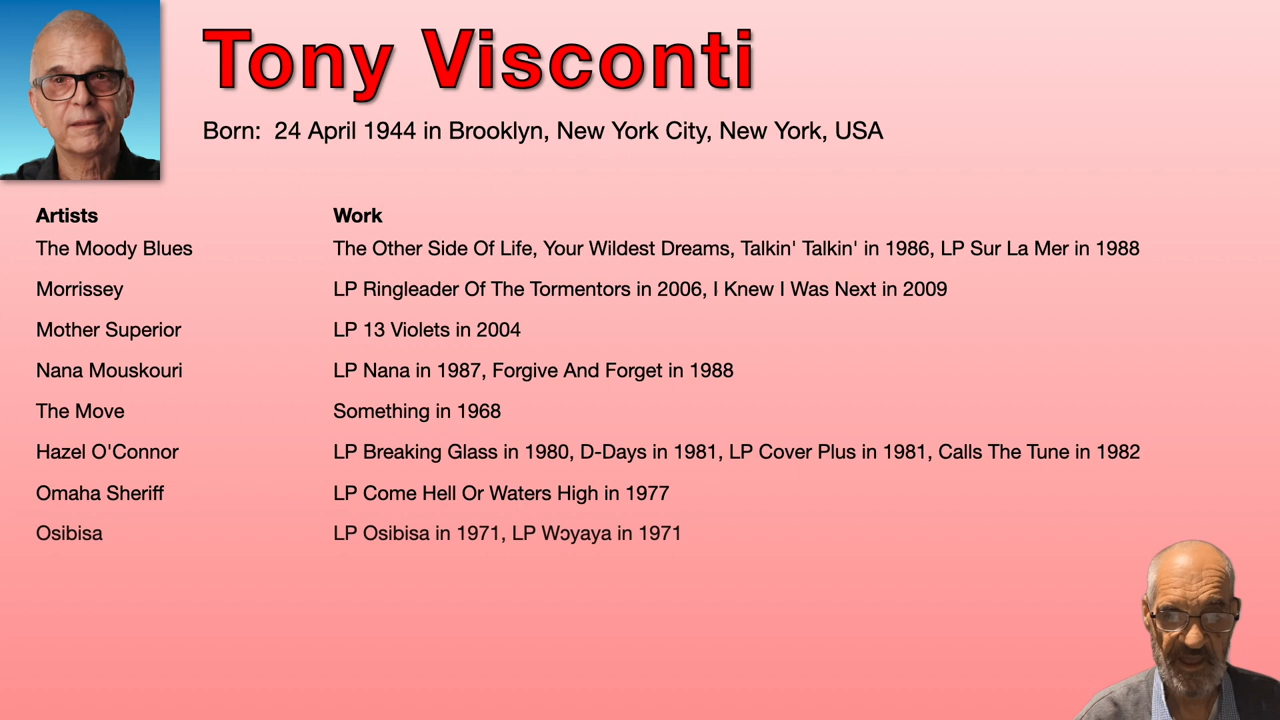 Tony Visconti
Born: 24 April 1944 in Brooklyn, New York City, New York, USA
Artists Work
The Moody Blues The Other Side Of Life, Your Wildest Dreams, Talkin' Talkin' in 1986, LP Sur La Mer in 1988
Morrissey LP Ringleader Of The Tormentors in 2006, I Knew I Was Next in 2009
Mother Superior LP 13 Violets in 2004
Nana Mouskouri LP Nana in 1987, Forgive And Forget in 1988
The Move Something in 1968
Hazel O'Connor LP Breaking Glass in 1980, D-Days in 1981, LP Cover Plus in 1981, Calls The Tune in 1982
Omaha Sheriff LP Come Hell Or Waters High in 1977
Osibisa LP Osibisa in 1971, LP Wɔyaya in 1971